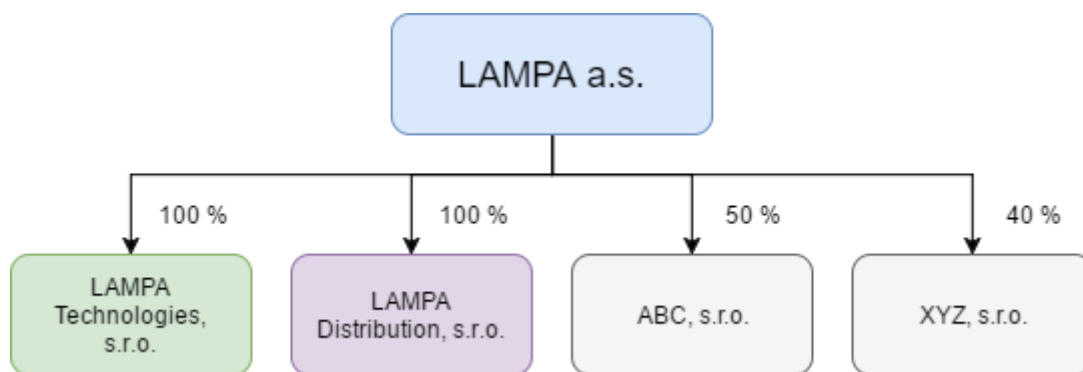 LAMPA a.s.
100 %
100 %
50 %
40 %
LAMPA
Technologies,
s.r.o.
LAMPA
Distribution, s.r.o.
ABC, s.r.o.
XYZ, s.r.o.